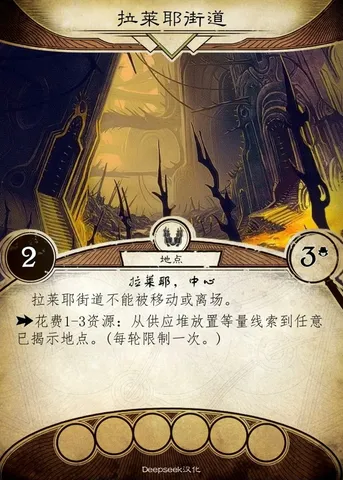 拉莱耶街道
2
地点
3
拉莱耶，中心
拉莱耶街道不能被移动或离场。
花费1-3资源：从供应堆放置等量线索到任意
已揭示地点。(每轮限制一次。)
Deepseek汉化